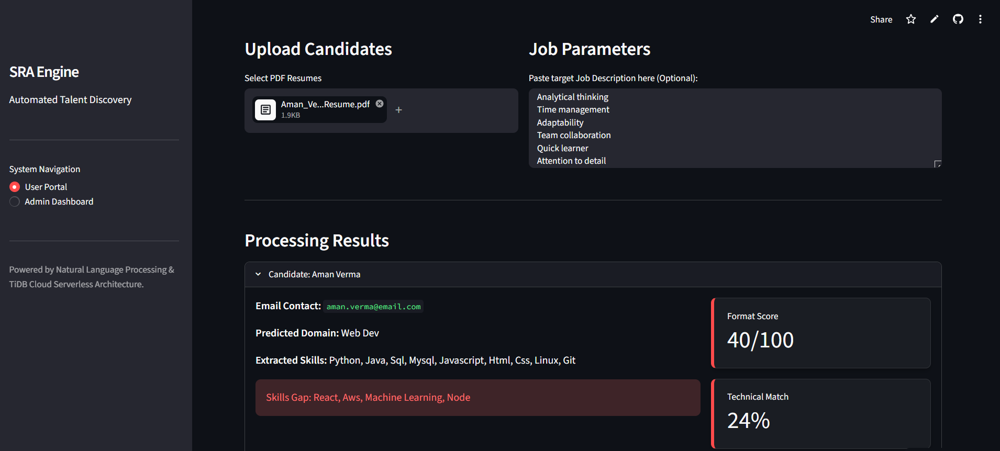 Share
SRA Engine
Automated Talent Discovery
System Navigation
User Portal
Admin Dashboard
Powered by Natural Language Processing &
TiDB Cloud Serverless Architecture.
Upload Candidates
Select PDF Resumes
Aman_Ve...Resume.pdf
1.9KB
Job Parameters
Paste target Job Description here (Optional):
Analytical thinking
Time management
Adaptability
Team collaboration
Quick learner
Attention to detail
Processing Results
Candidate: Aman Verma
Email Contact: aman.verma@email.com
Predicted Domain: Web Dev
Extracted Skills: Python, Java, Sql, Mysql, Javascript, Html, Css, Linux, Git
Skills Gap: React, Aws, Machine Learning, Node
Format Score
40/100
Technical Match
24%